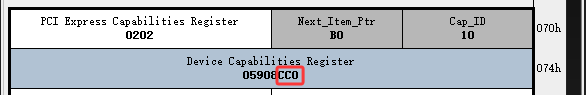 PCI Express Capabilities Register Next_Item_Ptr Cap_ID
0202 B0 10 070h
Device Capabilities Register
05908CC0 074h